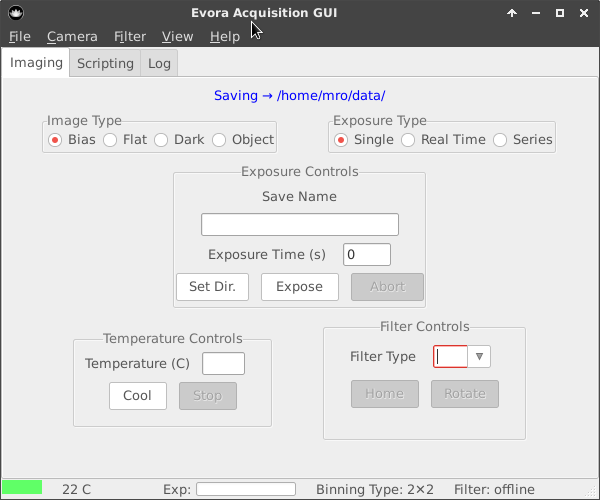 Evora Acquisition GUI
File Camera Filter View Help
Imaging Scripting Log
Saving → /home/mro/data/
Image Type
Bias Flat Dark Object
Exposure Type
Single Real Time Series
Exposure Controls
Save Name
Exposure Time (s) 0
Set Dir. Expose Abort
Temperature Controls
Temperature (C)
Cool Stop
Filter Controls
Filter Type
Home Rotate
22 C Exp: Binning Type: 2×2 Filter: offline